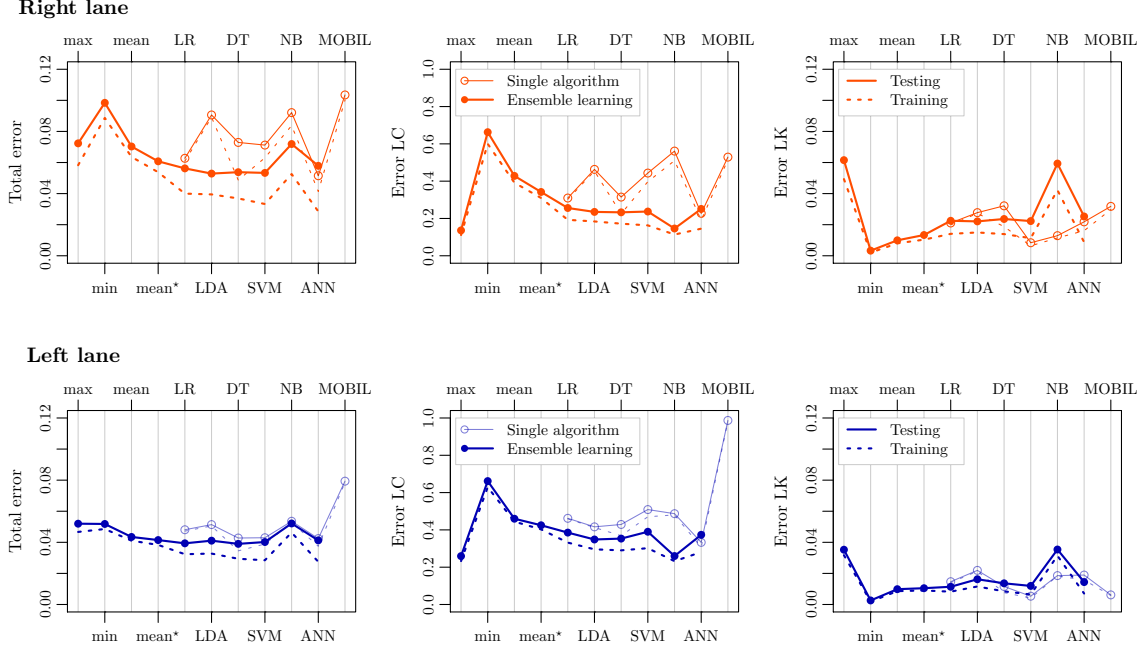 Right lane
max mean LR DT NB MOBIL
Total error
0.00 0.04 0.08 0.12
min mean* LDA SVM ANN
max mean LR DT NB MOBIL
Error LC
0.0 0.2 0.4 0.6 0.8 1.0
Single algorithm
Ensemble learning
min mean* LDA SVM ANN
max mean LR DT NB MOBIL
Error LK
0.00 0.04 0.08 0.12
Testing
Training
min mean* LDA SVM ANN
Left lane
max mean LR DT NB MOBIL
Total error
0.00 0.04 0.08 0.12
min mean* LDA SVM ANN
max mean LR DT NB MOBIL
Error LC
0.0 0.2 0.4 0.6 0.8 1.0
Single algorithm
Ensemble learning
min mean* LDA SVM ANN
max mean LR DT NB MOBIL
Error LK
0.00 0.04 0.08 0.12
Testing
Training
min mean* LDA SVM ANN